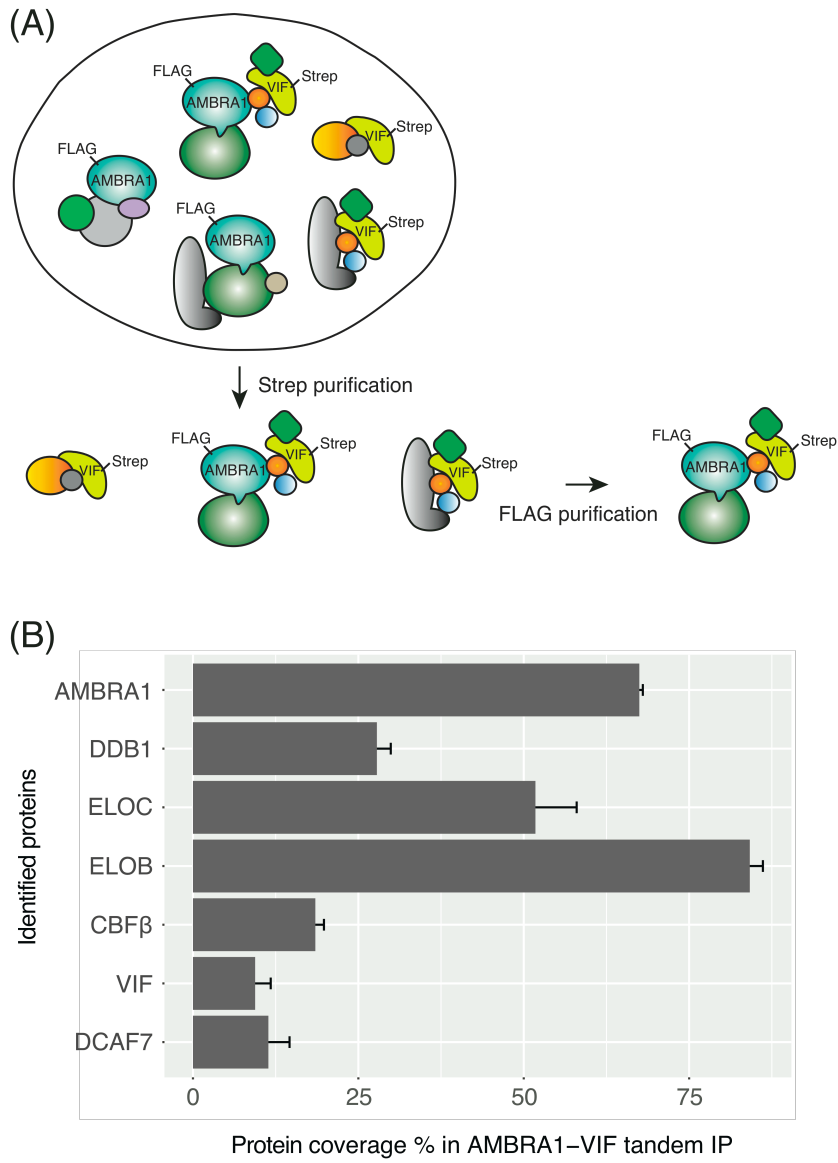 (A)
FLAG
AMBRA1
VIF
Strep
VIF
Strep
FLAG
AMBRA1
FLAG
AMBRA1
VIF
Strep
Strep purification
VIF
Strep
FLAG
AMBRA1
VIF
Strep
VIF
Strep
FLAG purification
FLAG
AMBRA1
VIF
Strep
(B)
Identified proteins
AMBRA1
DDB1
ELOC
ELOB
CBFβ
VIF
DCAF7
0 25 50 75
Protein coverage % in AMBRA1−VIF tandem IP